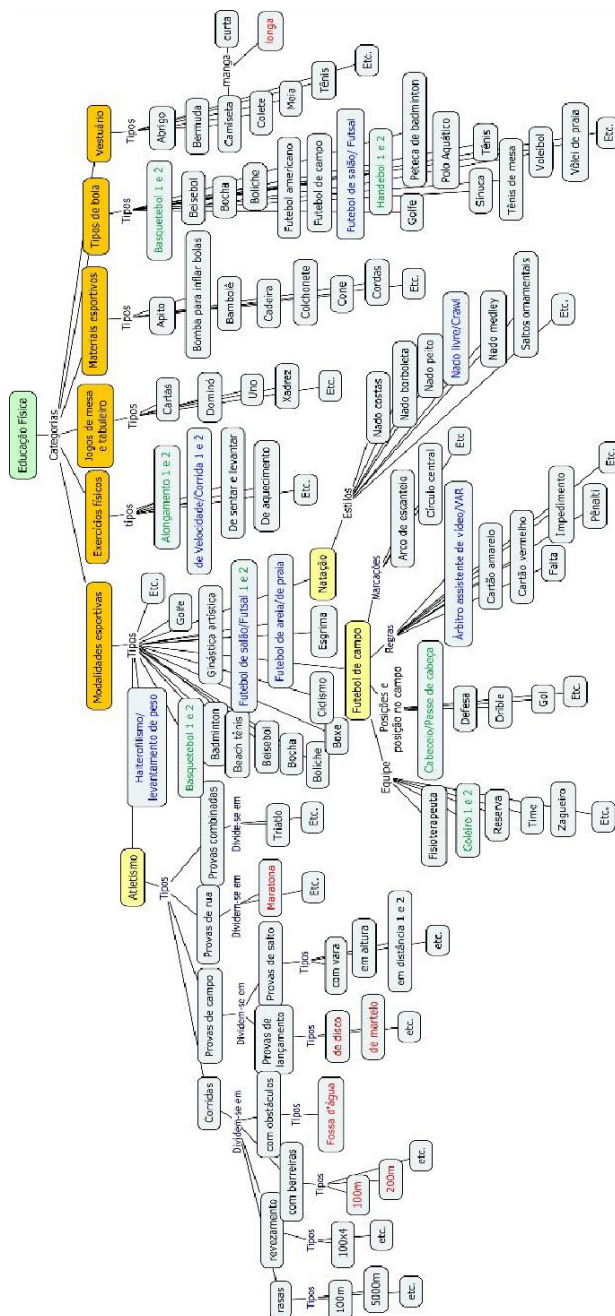 Educação Física
Categorias
Modalidades esportivas
Exercícios físicos
Jogos de mesa
e tabuleiro
Materiais esportivos
Tipos de bola
Vestuário
Tipos
Abrigo
Bermuda
Camiseta
manga
curta
longa
Colete
Meia
Tênis
Etc.
Tipos
Basquetebol 1 e 2
Beisebol
Bocha
Boliche
Futebol americano
Futebol de campo
Futebol de salão/ Futsal
Handebol 1 e 2
Golfe
Peteca de badminton
Polo Aquático
Sinuca
Tênis
Tênis de mesa
Voleibol
Vôlei de praia
Etc.
Tipos
Apito
Bomba para inflar bolas
Bambolê
Cadeira
Colchonete
Cone
Cordas
Etc.
Tipos
Cartas
Dominó
Uno
Xadrez
Etc.
tipos
Alongamento 1 e 2
de Velocidade/Corrida 1 e 2
De sentar e levantar
De aquecimento
Etc.
Tipos
Etc.
Golfe
Ginástica artística
Futebol de salão/Futsal 1 e 2
Futebol de areia/de praia
Natação
Esgrima
Futebol de campo
Ciclismo
Boxe
Boliche
Bocha
Beisebol
Beach tênis
Badminton
Basquetebol 1 e 2
Halterofilismo/
levantamento de peso
Atletismo
Estilos
Nado costas
Nado borboleta
Nado peito
Nado livre/Crawl
Nado medley
Saltos ornamentais
Etc.
Marcações
Arco de escanteio
Círculo central
Etc
Regras
Árbitro assistente de vídeo/VAR
Cartão amarelo
Cartão vermelho
Falta
Impedimento
Pênalti
Etc.
Posições e
posição no campo
Cabeceio/Passe de cabeça
Defesa
Drible
Gol
Etc.
Equipe
Fisioterapeuta
Goleiro 1 e 2
Reserva
Time
Zagueiro
Etc.
Tipos
Provas combinadas
Divide-se em
Triatlo
Etc.
Provas de rua
Dividem-se em
Maratona
Etc.
Provas de campo
Dividem-se em
Provas de salto
Tipos
com vara
em altura
em distância 1 e 2
etc.
Provas de
lançamento
Tipos
de disco
de martelo
etc.
Corridas
Dividem-se em
com obstáculos
Tipos
Fossa d'água
com barreiras
Tipos
100m
200m
etc.
revezamento
Tipos
100x4
etc.
rasas
Tipos
100m
5000m
etc.